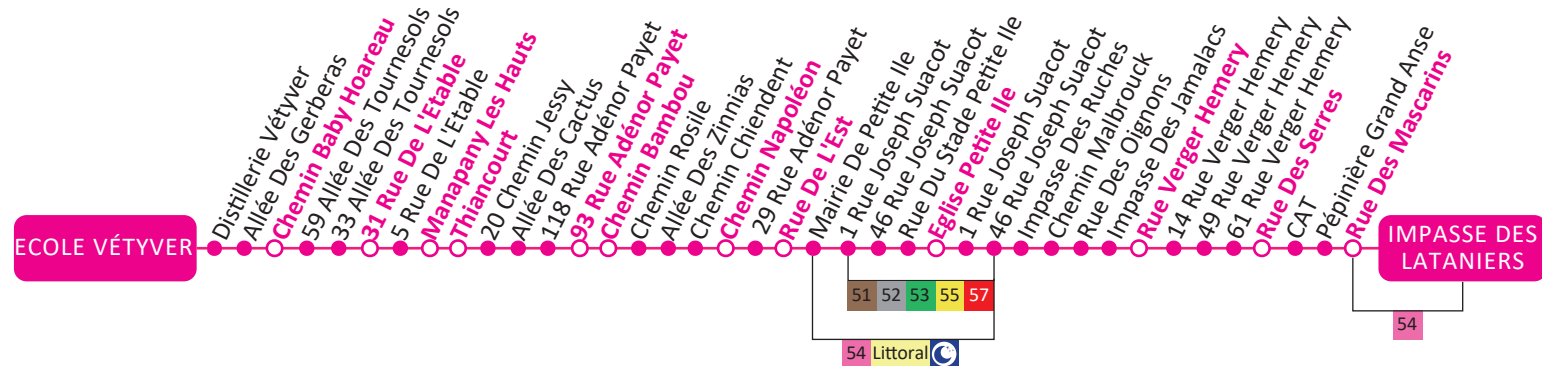 ECOLE VÉTYVER
Distillerie Vétyver
Allée Des Gerberas
Chemin Baby Hoareau
59 Allée Des Tournesols
33 Allée Des Tournesols
31 Rue De L'Etable
5 Rue De L'Etable
Manapany Les Hauts
Thiancourt
20 Chemin Jessy
Allée Des Cactus
118 Rue Adénor Payet
93 Rue Adénor Payet
Chemin Bambou
Chemin Rosile
Allée Des Zinnias
Chemin Chiendent
Chemin Napoléon
29 Rue Adénor Payet
Rue De L'Est
Mairie De Petite Ile
1 Rue Joseph Suacot
46 Rue Joseph Suacot
Rue Du Stade Petite Ile
Eglise Petite Ile
1 Rue Joseph Suacot
46 Rue Joseph Suacot
Impasse Des Ruches
Chemin Malbrouck
Rue Des Oignons
Impasse Des Jamalacs
Rue Verger Hemery
14 Rue Verger Hemery
49 Rue Verger Hemery
61 Rue Verger Hemery
Rue Des Serres
CAT
Pépinière Grand Anse
Rue Des Mascarins
IMPASSE DES
LATANIERS
51 52 53 55 57
54
54 Littoral